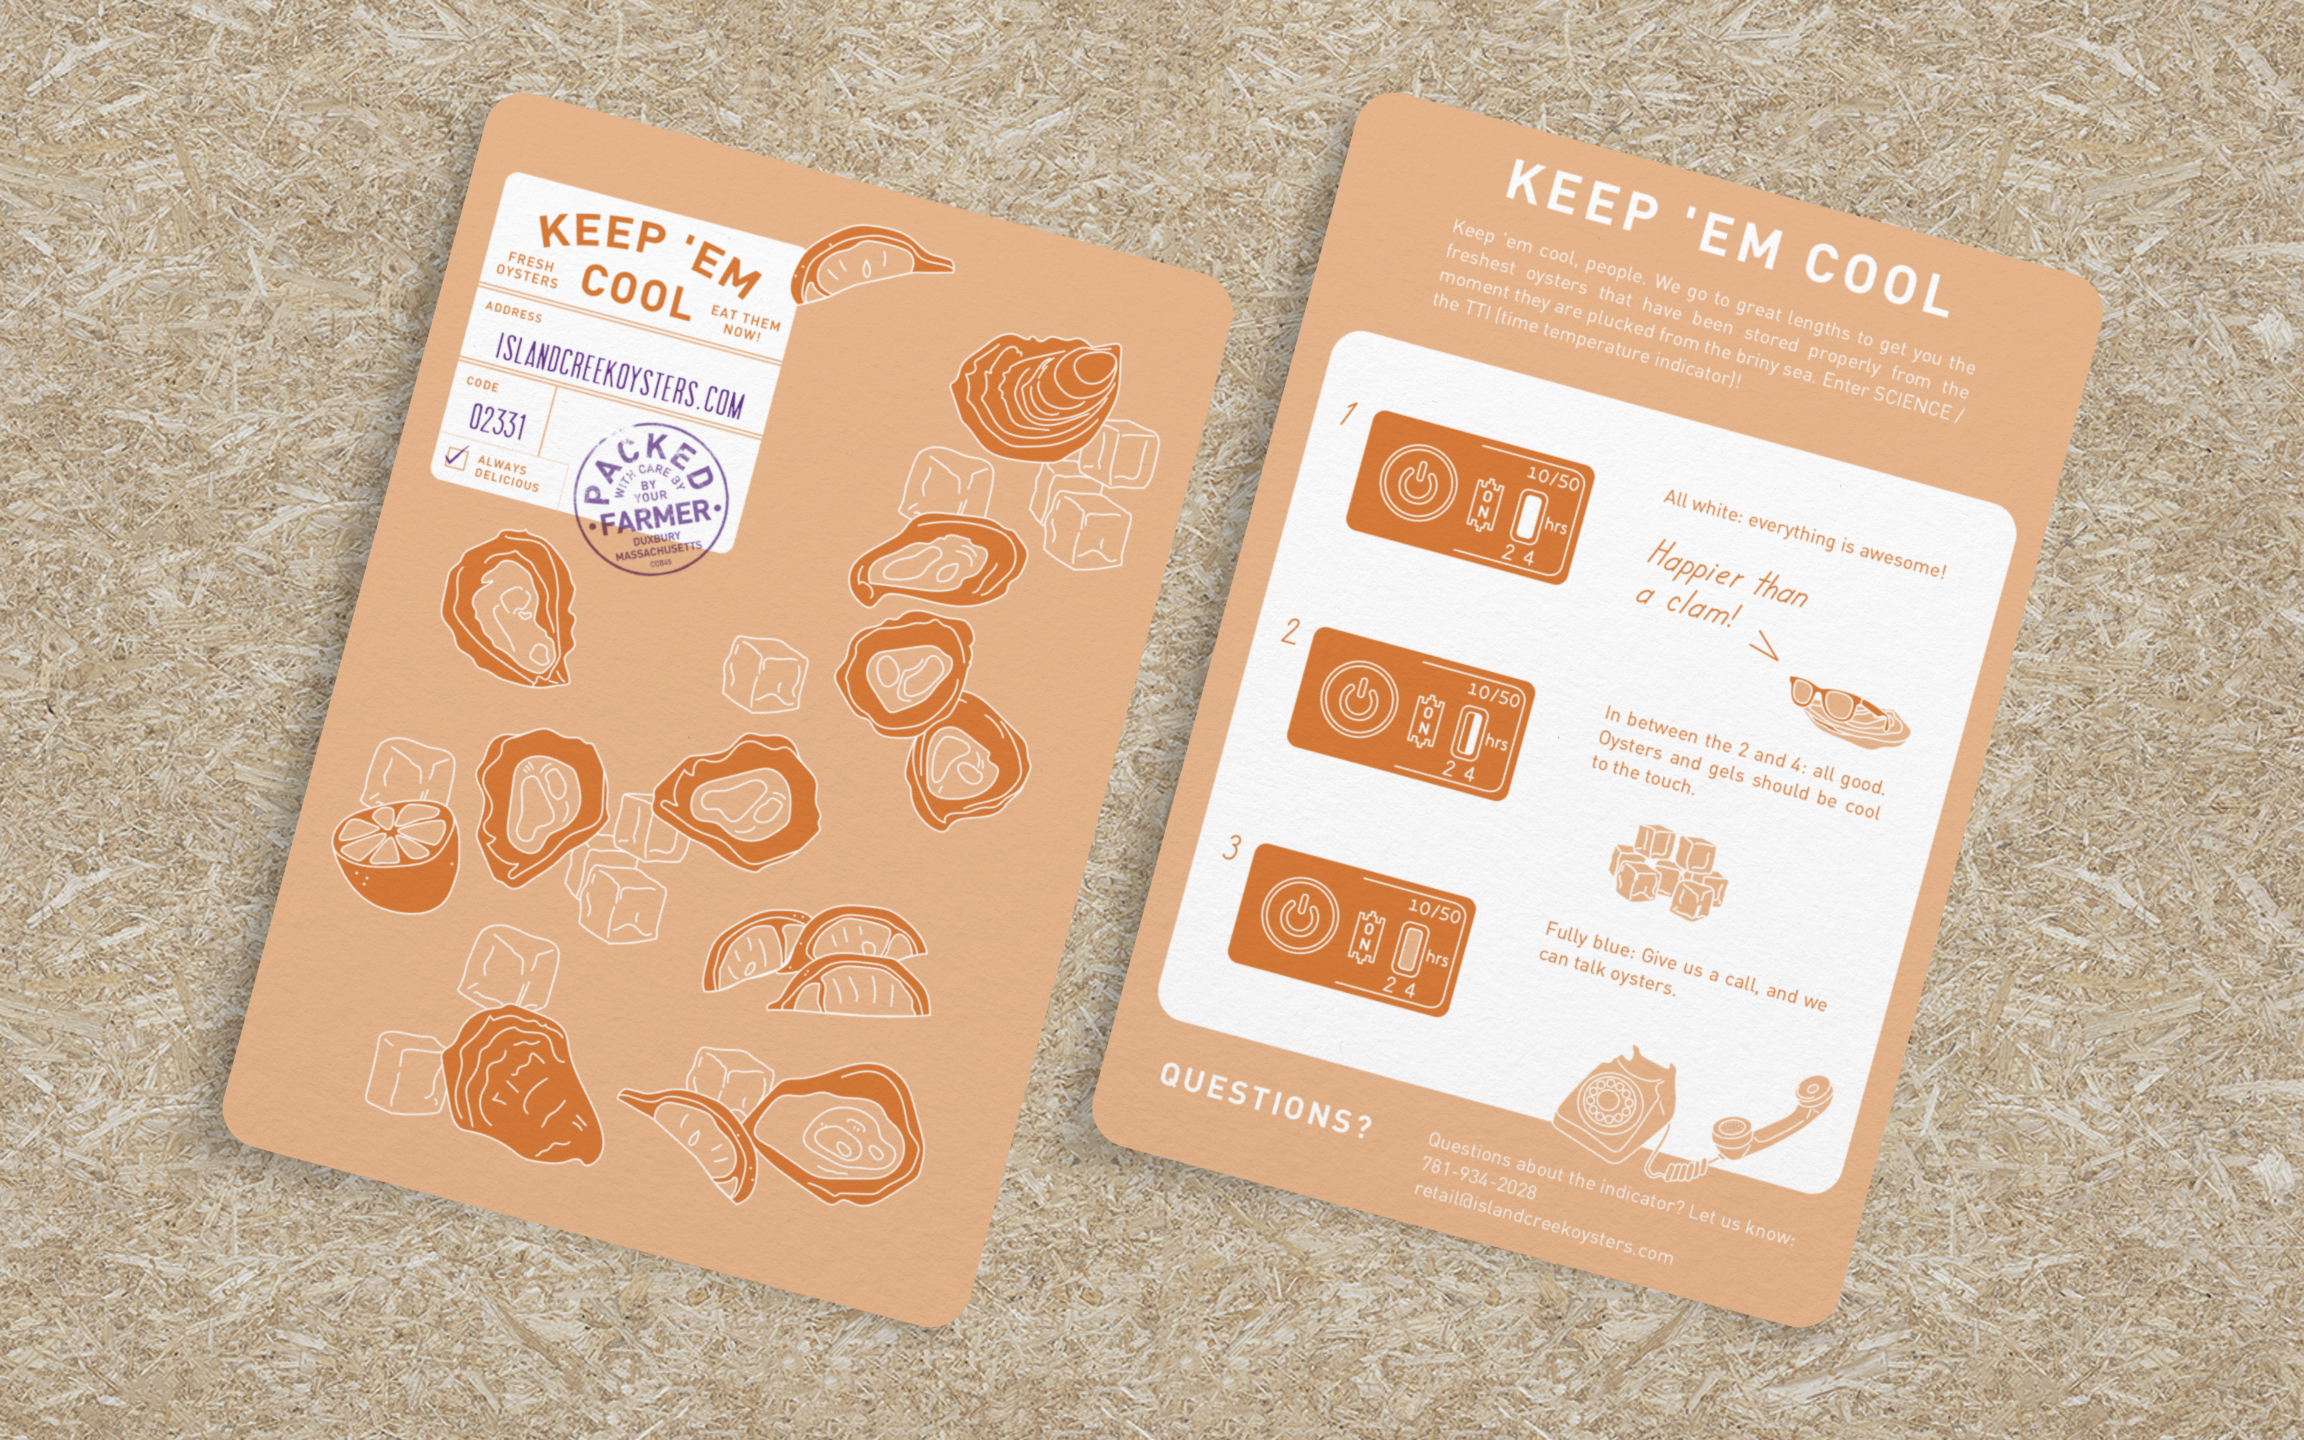 KEEP 'EM
COOL
FRESH
OYSTERS
EAT THEM
NOW!
ADDRESS
ISLANDCREEKOYSTERS.COM
CODE
02331
ALWAYS
DELICIOUS
PACKED
WITH CARE BY
BY
YOUR
•FARMER•
DUXBURY
MASSACHUSETTS
KEEP 'EM COOL
Keep 'em cool, people. We go to great lengths to get you the
freshest oysters that have been stored properly from the
moment they are plucked from the briny sea. Enter SCIENCE /
the TTI [time temperature indicator]!
1
ON
10/50
hrs
2 4
All white: everything is awesome!
Happier than
a clam!
2
ON
10/50
hrs
2 4
In between the 2 and 4: all good.
Oysters and gels should be cool
to the touch.
3
ON
10/50
hrs
2 4
Fully blue: Give us a call, and we
can talk oysters.
QUESTIONS?
Questions about the indicator? Let us know:
781-934-2028
retail@islandcreekoysters.com